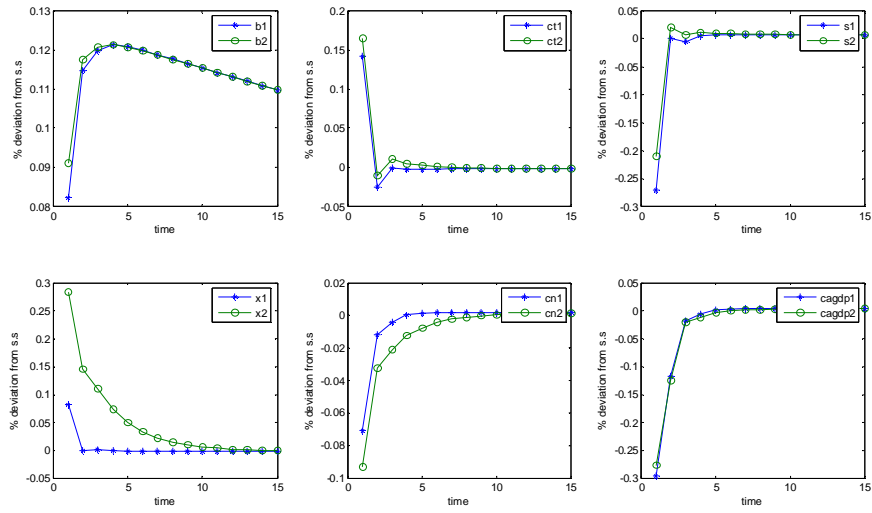 0.13
0.12
0.11
0.1
0.09
0.08
0 5 10 15
time
% deviation from s.s
b1
b2
0.2
0.15
0.1
0.05
0
-0.05
0 5 10 15
time
% deviation from s.s
ct1
ct2
0.05
0
-0.05
-0.1
-0.15
-0.2
-0.25
-0.3
0 5 10 15
time
% deviation from s.s
s1
s2
0.3
0.25
0.2
0.15
0.1
0.05
0
-0.05
0 5 10 15
time
% deviation from s.s
x1
x2
0.02
0
-0.02
-0.04
-0.06
-0.08
-0.1
0 5 10 15
time
% deviation from s.s
cn1
cn2
0.05
0
-0.05
-0.1
-0.15
-0.2
-0.25
-0.3
0 5 10 15
time
% deviation from s.s
cagdp1
cagdp2